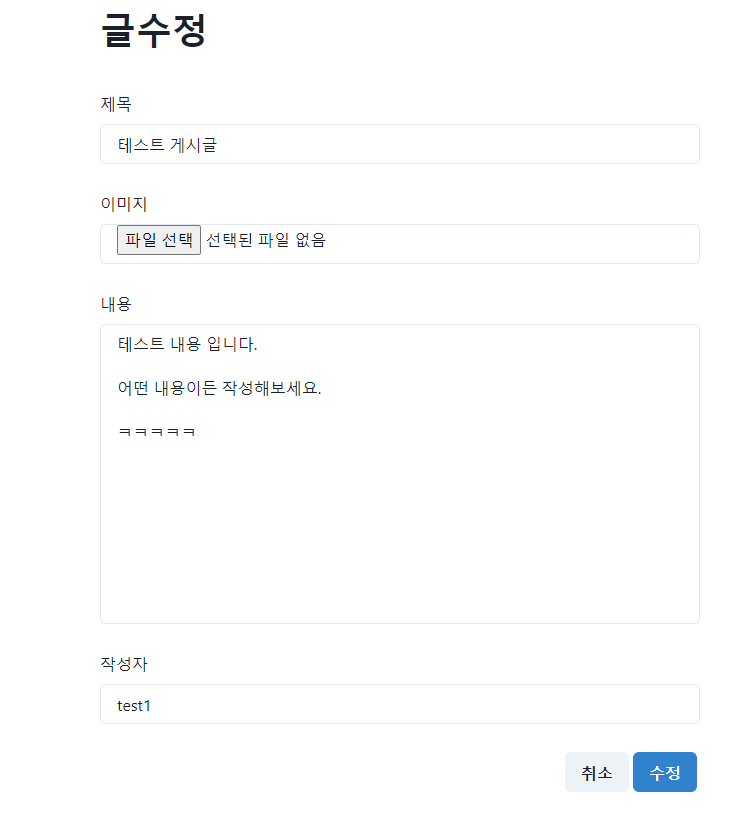 글수정
제목
테스트 게시글
이미지
파일 선택 선택된 파일 없음
내용
테스트 내용 입니다.
어떤 내용이든 작성해보세요.
ㅋㅋㅋㅋㅋ
작성자
test1
취소 수정